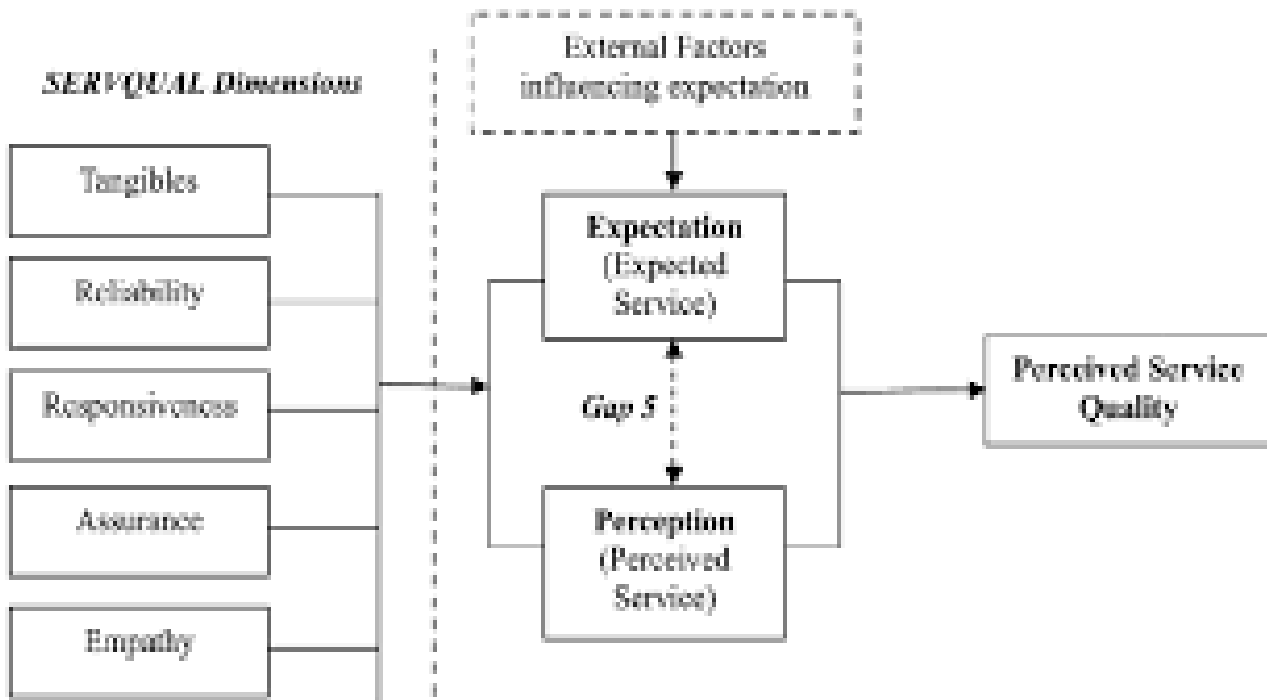 SERVQUAL Dimensions
Tangibles
Reliability
Responsiveness
Assurance
Empathy
External Factors
influencing expectation
Expectation
(Expected
Service)
Gap 5
Perception
(Perceived
Service)
Perceived Service
Quality